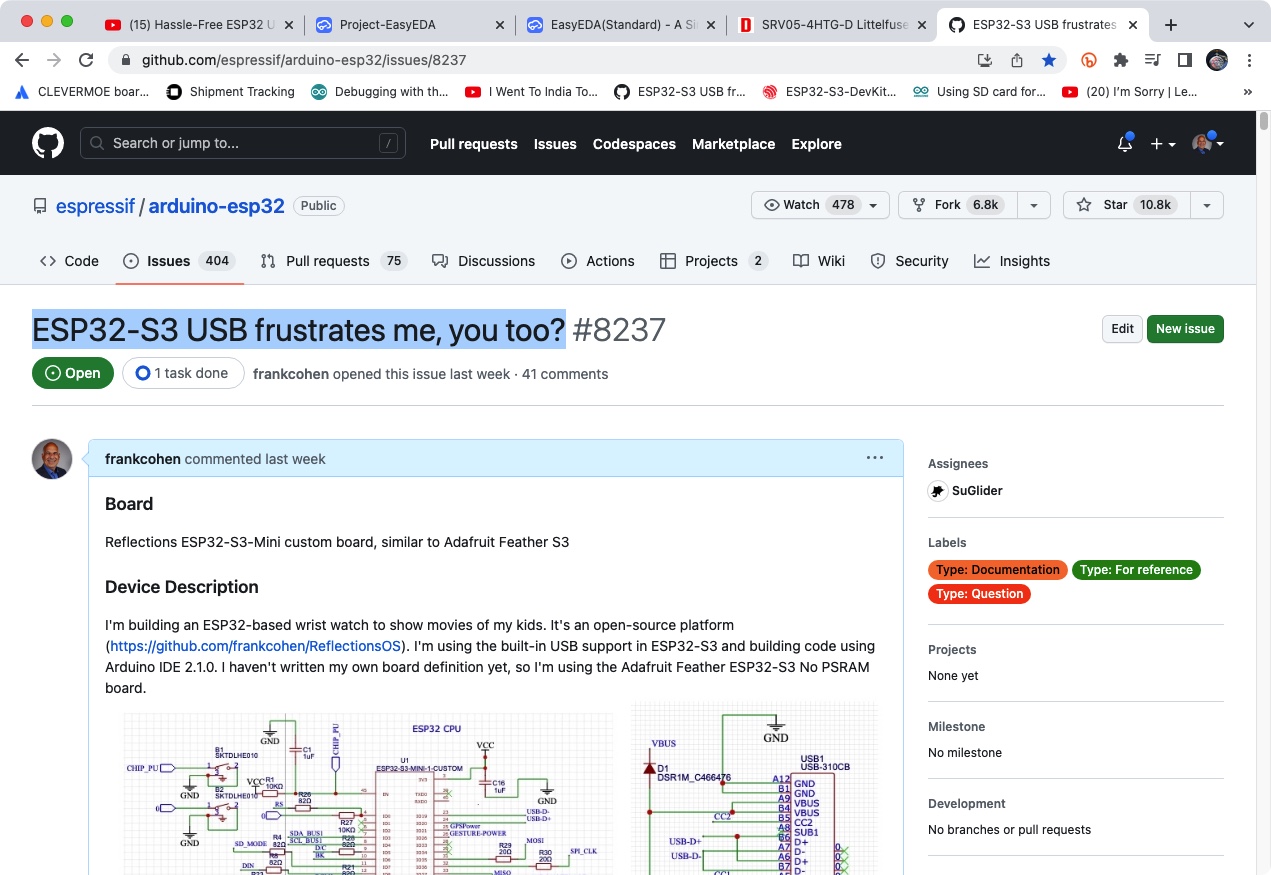 (15) Hassle-Free ESP32 U
Project-EasyEDA
EasyEDA(Standard) - A Si
SRV05-4HTG-D Littelfuse
ESP32-S3 USB frustrates
github.com/espressif/arduino-esp32/issues/8237
CLEVERMOE boar...
Shipment Tracking
Debugging with th...
I Went To India To...
ESP32-S3 USB fr...
ESP32-S3-DevKit...
Using SD card for...
(20) I'm Sorry | Le...
»
Search or jump to... /
Pull requests Issues Codespaces Marketplace Explore
espressif / arduino-esp32 Public
Watch 478
Fork 6.8k
Star 10.8k
Code
Issues 404
Pull requests 75
Discussions
Actions
Projects 2
Wiki
Security
Insights
ESP32-S3 USB frustrates me, you too? #8237
Edit New issue
Open 1 task done frankcohen opened this issue last week · 41 comments
frankcohen commented last week
Board
Reflections ESP32-S3-Mini custom board, similar to Adafruit Feather S3
Device Description
I'm building an ESP32-based wrist watch to show movies of my kids. It's an open-source platform
(https://github.com/frankcohen/ReflectionsOS). I'm using the built-in USB support in ESP32-S3 and building code using
Arduino IDE 2.1.0. I haven't written my own board definition yet, so I'm using the Adafruit Feather ESP32-S3 No PSRAM
board.
ESP32 CPU
GND
C1
1uF
CHIP_PU
B1
SKTDLHE010
CHIP_PU
1 2
GND
VCC
R1
10KΩ
B2
SKTDLHE010
GND
U1
ESP32-S3-MINI-1-CUSTOM
VCC
C16
1uF
GND
RS
R26
82Ω
R27
10KΩ
SD_MODE
R4
82Ω
SDA_BUS1
SCL_BUS1
D/C
BK
R28
82Ω
DIN
R8
82Ω
R21
USB-D-
USB-D+
GPSPower
GESTURE-POWER
MOSI
R29
20Ω
R30
20Ω
SPI_CLK
MISO
VBUS
D1
DSR1M_C466476
GND
USB1
USB-310CB
A12 GND
B1 GND
A9 VBUS
B4 VBUS
B5 CC2
A8 SUB1
B6 D+
A7 D-
A6 D+
B7 D-
CC2
USB-D+
USB-D-
CC1
Assignees
SuGlider
Labels
Type: Documentation Type: For reference
Type: Question
Projects
None yet
Milestone
No milestone
Development
No branches or pull requests